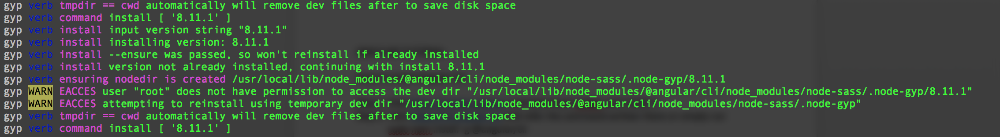 gyp verb tmpdir == cwd automatically will remove dev files after to save disk space
gyp verb command install [ '8.11.1' ]
gyp verb install input version string "8.11.1"
gyp verb install installing version: 8.11.1
gyp verb install --ensure was passed, so won't reinstall if already installed
gyp verb install version not already installed, continuing with install 8.11.1
gyp verb ensuring nodedir is created /usr/local/lib/node_modules/@angular/cli/node_modules/node-sass/.node-gyp/8.11.1
gyp WARN EACCES user "root" does not have permission to access the dev dir "/usr/local/lib/node_modules/@angular/cli/node_modules/node-sass/.node-gyp/8.11.1"
gyp WARN EACCES attempting to reinstall using temporary dev dir "/usr/local/lib/node_modules/@angular/cli/node_modules/node-sass/.node-gyp"
gyp verb tmpdir == cwd automatically will remove dev files after to save disk space
gyp verb command install [ '8.11.1' ]